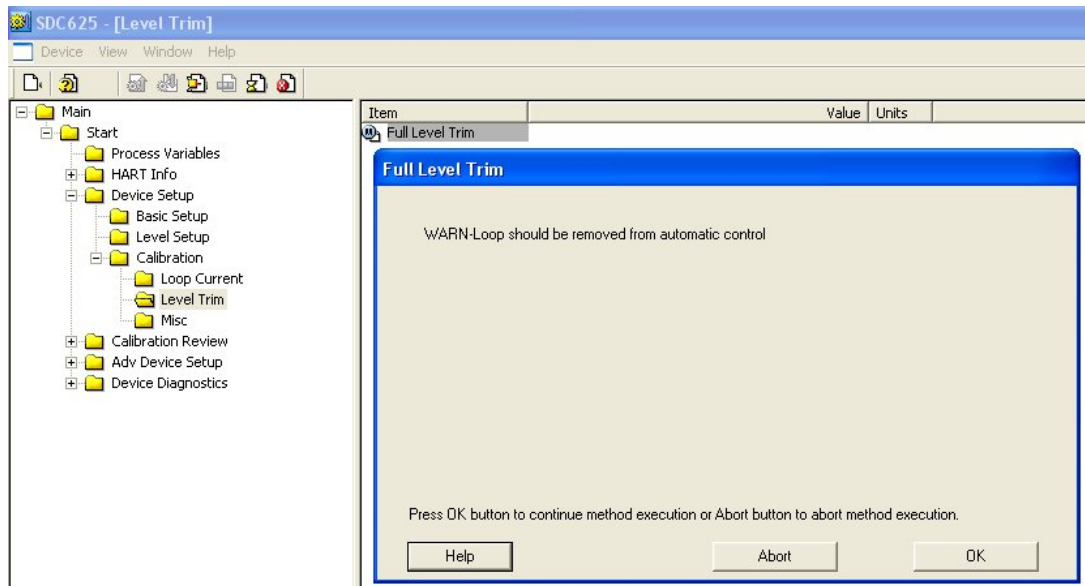 SDC625 - [Level Trim]
Device View Window Help
Main
Start
Process Variables
HART Info
Device Setup
Basic Setup
Level Setup
Calibration
Loop Current
Level Trim
Misc
Calibration Review
Adv Device Setup
Device Diagnostics
Item Value Units
Full Level Trim
Full Level Trim
WARN-Loop should be removed from automatic control
Press OK button to continue method execution or Abort button to abort method execution.
Help Abort OK